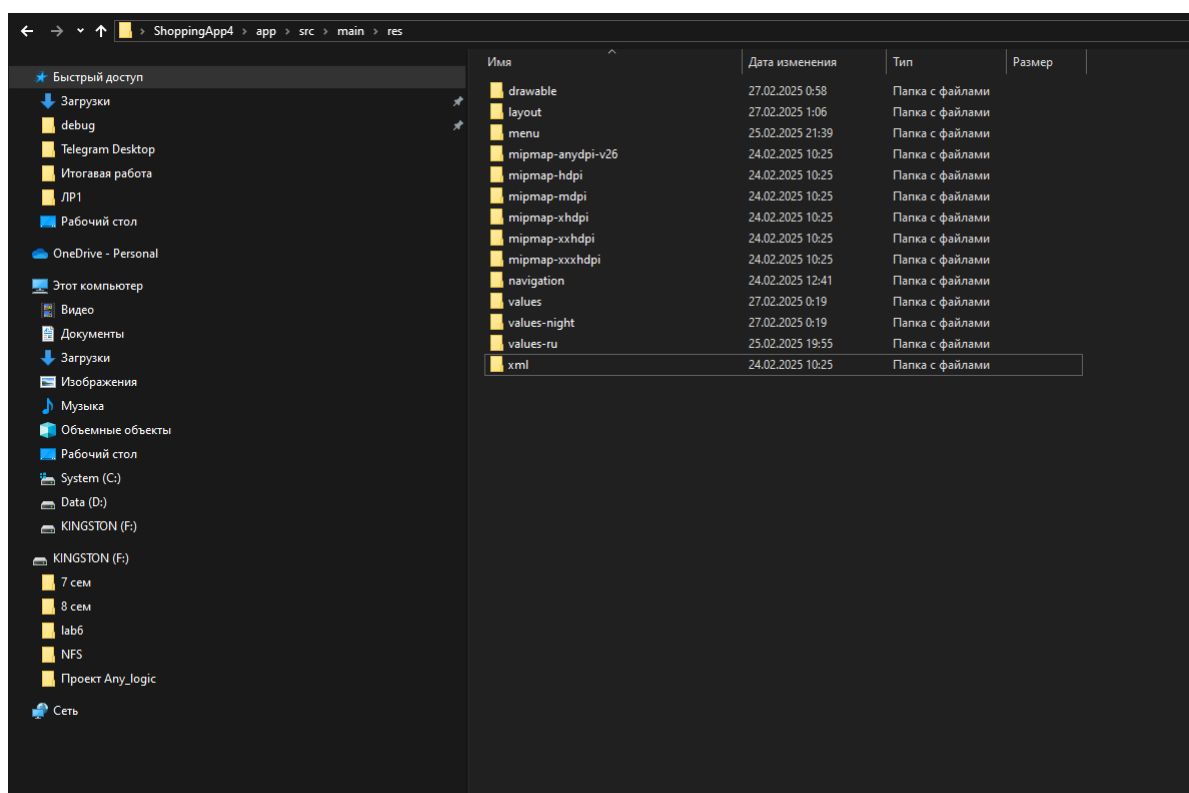 ShoppingApp4 > app > src > main > res
Быстрый доступ
Загрузки
debug
Telegram Desktop
Итогавая работа
ЛР1
Рабочий стол
OneDrive - Personal
Этот компьютер
Видео
Документы
Загрузки
Изображения
Музыка
Объемные объекты
Рабочий стол
System (C:)
Data (D:)
KINGSTON (F:)
KINGSTON (F:)
7 сем
8 сем
lab6
NFS
Проект Any_logic
Сеть
Имя Дата изменения Тип Размер
drawable 27.02.2025 0:58 Папка с файлами
layout 27.02.2025 1:06 Папка с файлами
menu 25.02.2025 21:39 Папка с файлами
mipmap-anydpi-v26 24.02.2025 10:25 Папка с файлами
mipmap-hdpi 24.02.2025 10:25 Папка с файлами
mipmap-mdpi 24.02.2025 10:25 Папка с файлами
mipmap-xhdpi 24.02.2025 10:25 Папка с файлами
mipmap-xxhdpi 24.02.2025 10:25 Папка с файлами
mipmap-xxxhdpi 24.02.2025 10:25 Папка с файлами
navigation 24.02.2025 12:41 Папка с файлами
values 27.02.2025 0:19 Папка с файлами
values-night 27.02.2025 0:19 Папка с файлами
values-ru 25.02.2025 19:55 Папка с файлами
xml 24.02.2025 10:25 Папка с файлами